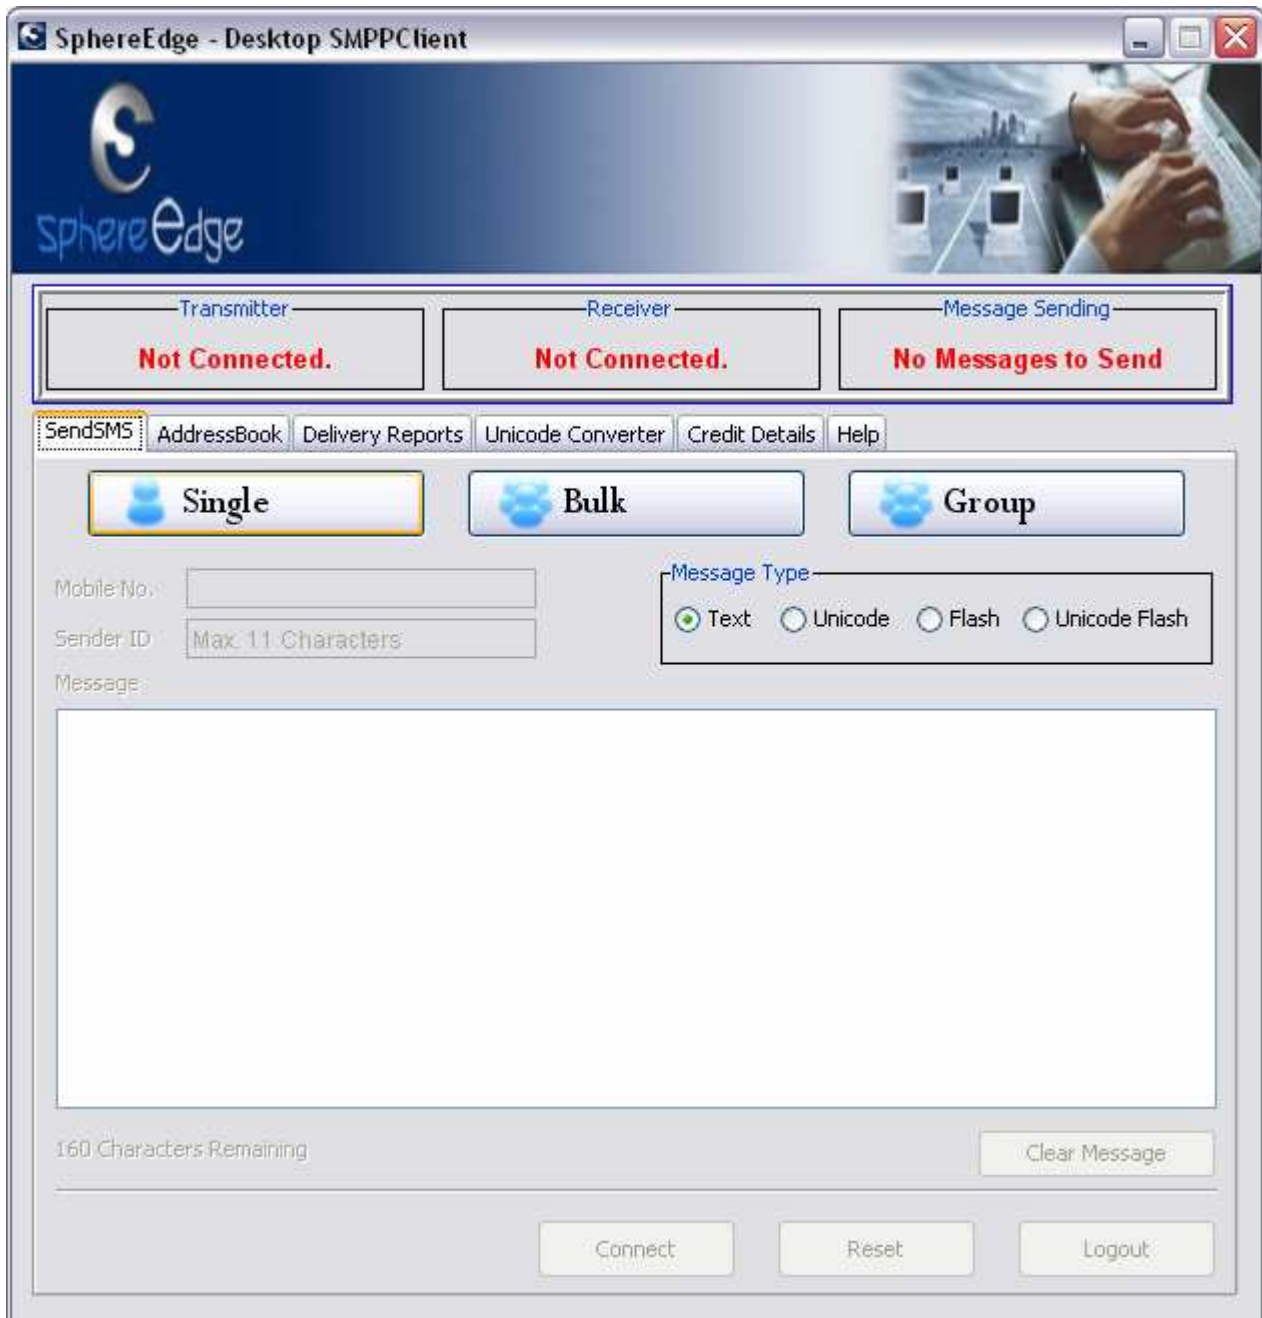 SphereEdge - Desktop SMPPClient
sphereEdge
Transmitter Receiver Message Sending
Not Connected. Not Connected. No Messages to Send
SendSMS AddressBook Delivery Reports Unicode Converter Credit Details Help
Single Bulk Group
Mobile No. Message Type
Text Unicode Flash Unicode Flash
Sender ID Max. 11 Characters
Message
160 Characters Remaining Clear Message
Connect Reset Logout